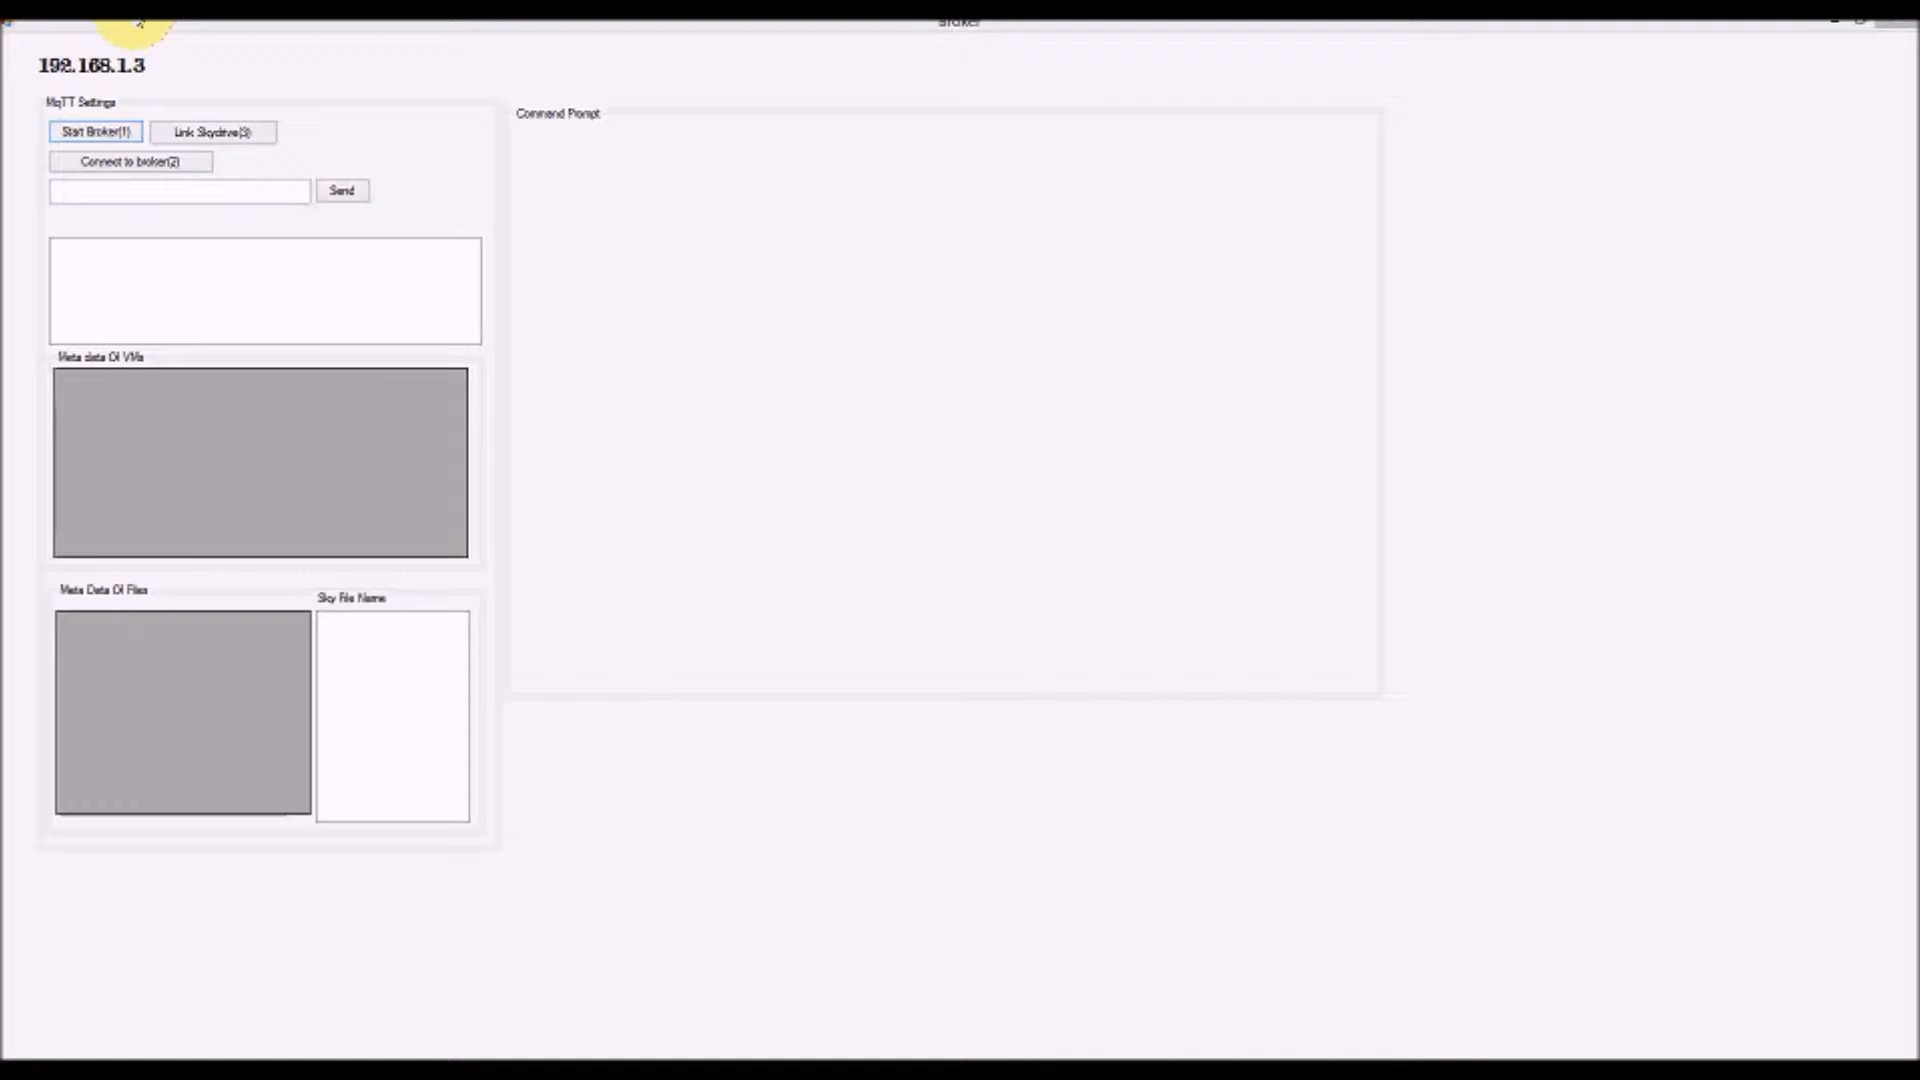 Broker
192.168.1.3
MqTT Settings
Start Broker(1) Link Skydrive(3)
Connect to broker(2)
Send
Command Prompt
Meta data Of VMs
Meta Data Of Files
Sky File Name